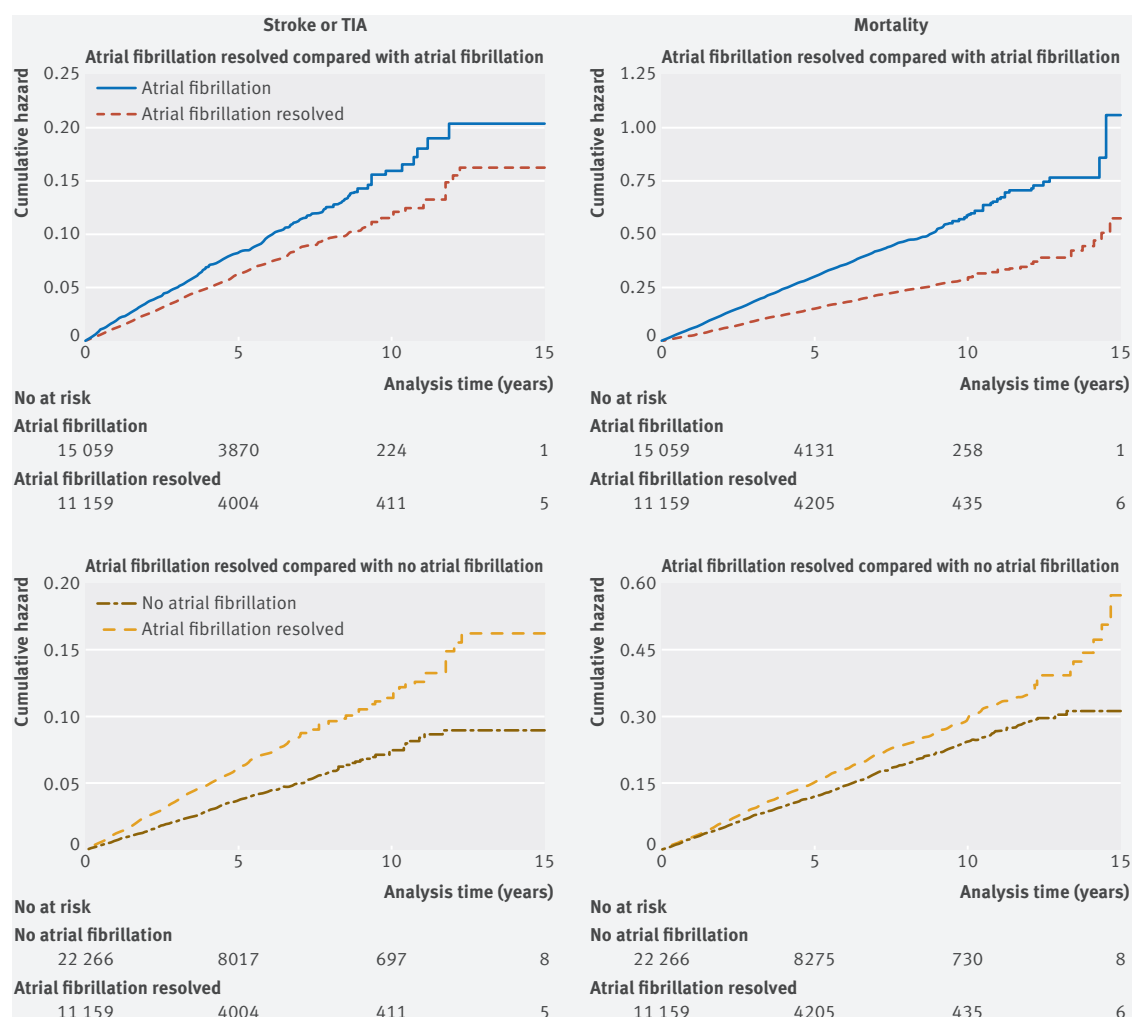 Stroke or TIA
Atrial fibrillation resolved compared with atrial fibrillation
Cumulative hazard
0.25
0.20
0.15
0.10
0.05
0
Atrial fibrillation
Atrial fibrillation resolved
0 5 10 15
Analysis time (years)
No at risk
Atrial fibrillation
15 059 3870 224 1
Atrial fibrillation resolved
11 159 4004 411 5
Mortality
Atrial fibrillation resolved compared with atrial fibrillation
Cumulative hazard
1.25
1.00
0.75
0.50
0.25
0
0 5 10 15
Analysis time (years)
No at risk
Atrial fibrillation
15 059 4131 258 1
Atrial fibrillation resolved
11 159 4205 435 6
Atrial fibrillation resolved compared with no atrial fibrillation
Cumulative hazard
0.20
0.15
0.10
0.05
0
No atrial fibrillation
Atrial fibrillation resolved
0 5 10 15
Analysis time (years)
No at risk
No atrial fibrillation
22 266 8017 697 8
Atrial fibrillation resolved
11 159 4004 411 5
Atrial fibrillation resolved compared with no atrial fibrillation
Cumulative hazard
0.60
0.45
0.30
0.15
0
0 5 10 15
Analysis time (years)
No at risk
No atrial fibrillation
22 266 8275 730 8
Atrial fibrillation resolved
11 159 4205 435 6